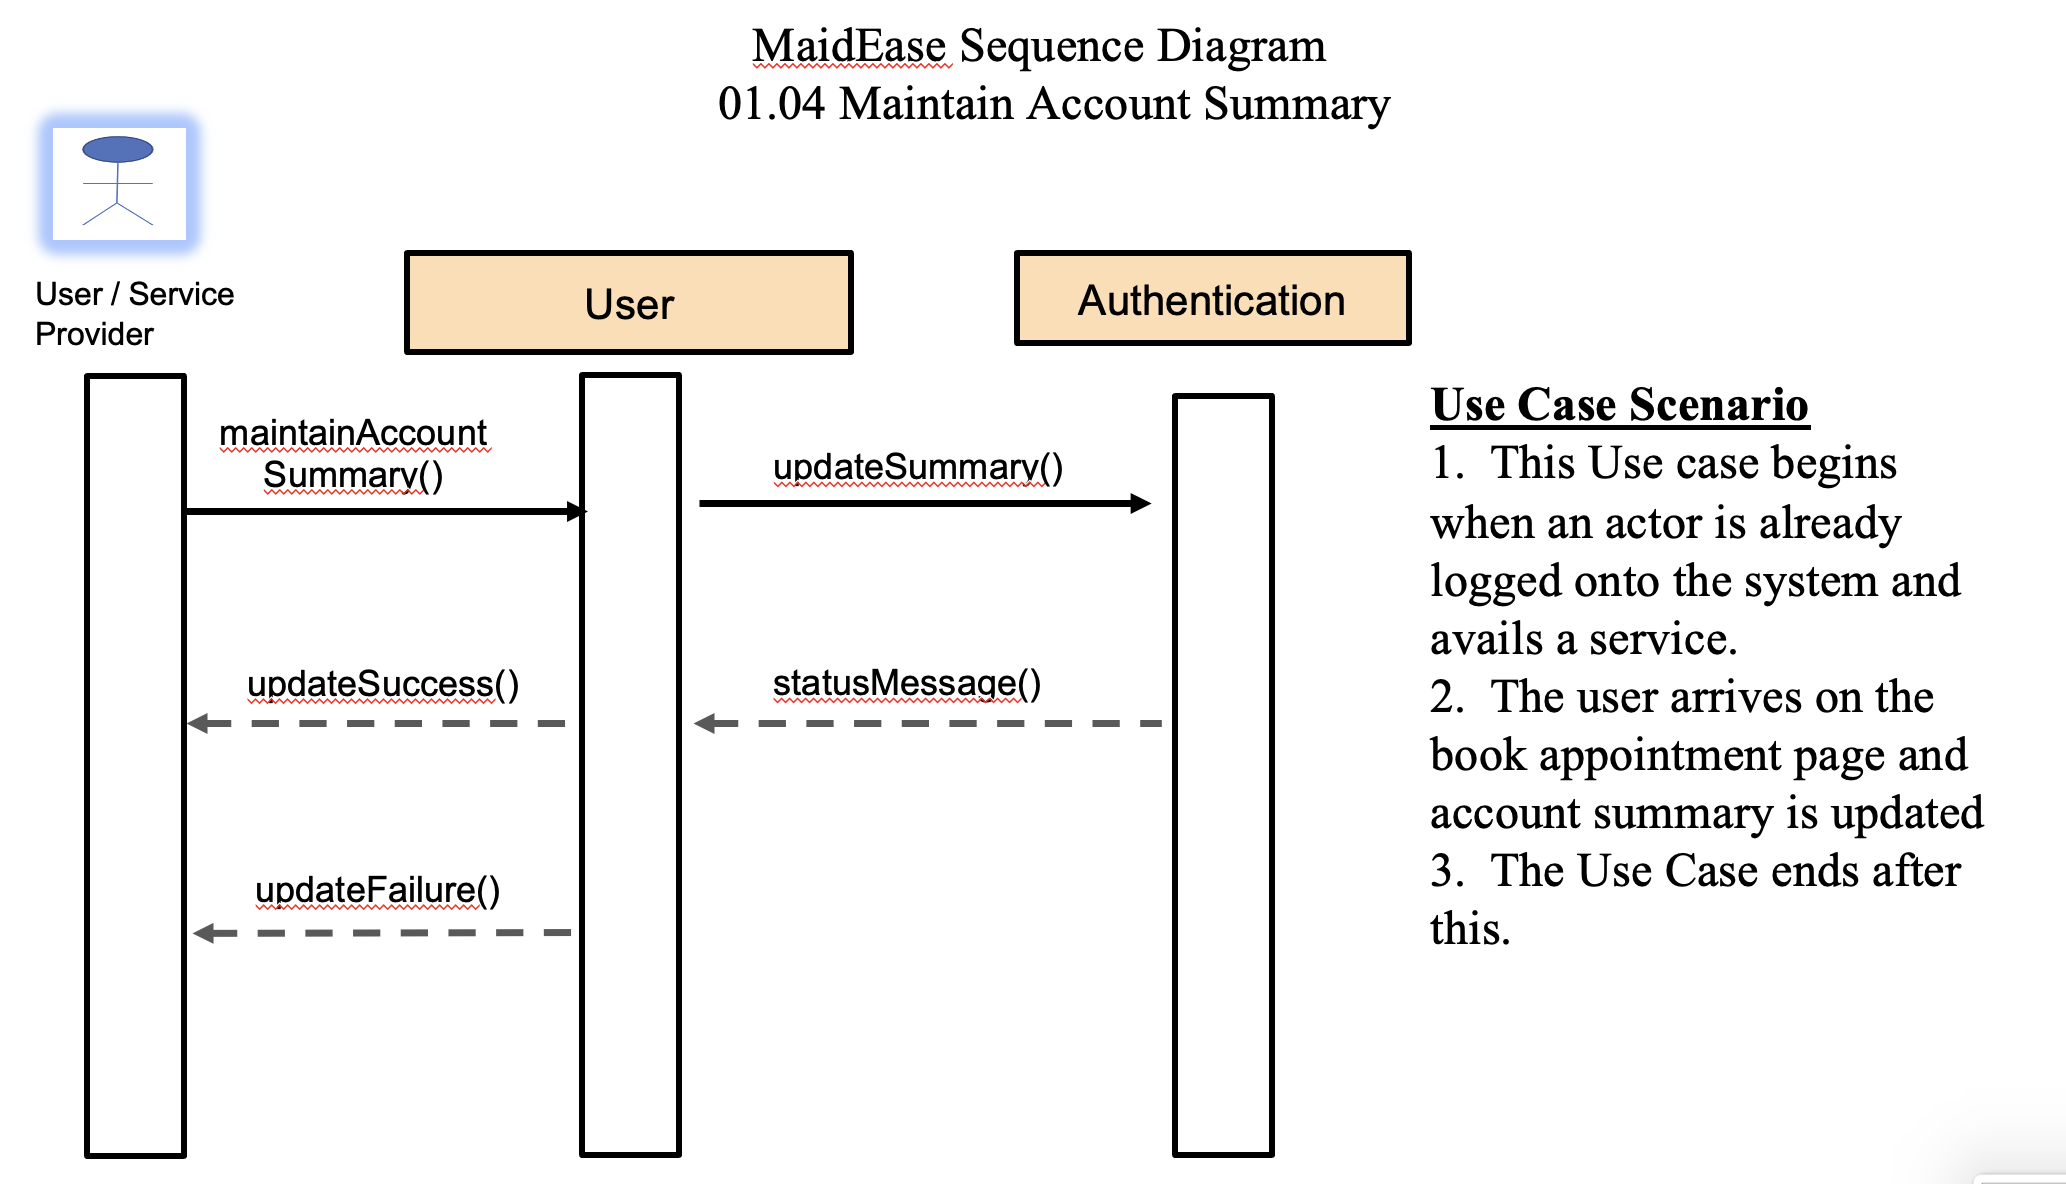 MaidEase Sequence Diagram
01.04 Maintain Account Summary
User / Service
Provider
User
Authentication
maintainAccount
Summary()
updateSummary()
updateSuccess()
statusMessage()
updateFailure()
Use Case Scenario
1. This Use case begins
when an actor is already
logged onto the system and
avails a service.
2. The user arrives on the
book appointment page and
account summary is updated
3. The Use Case ends after
this.